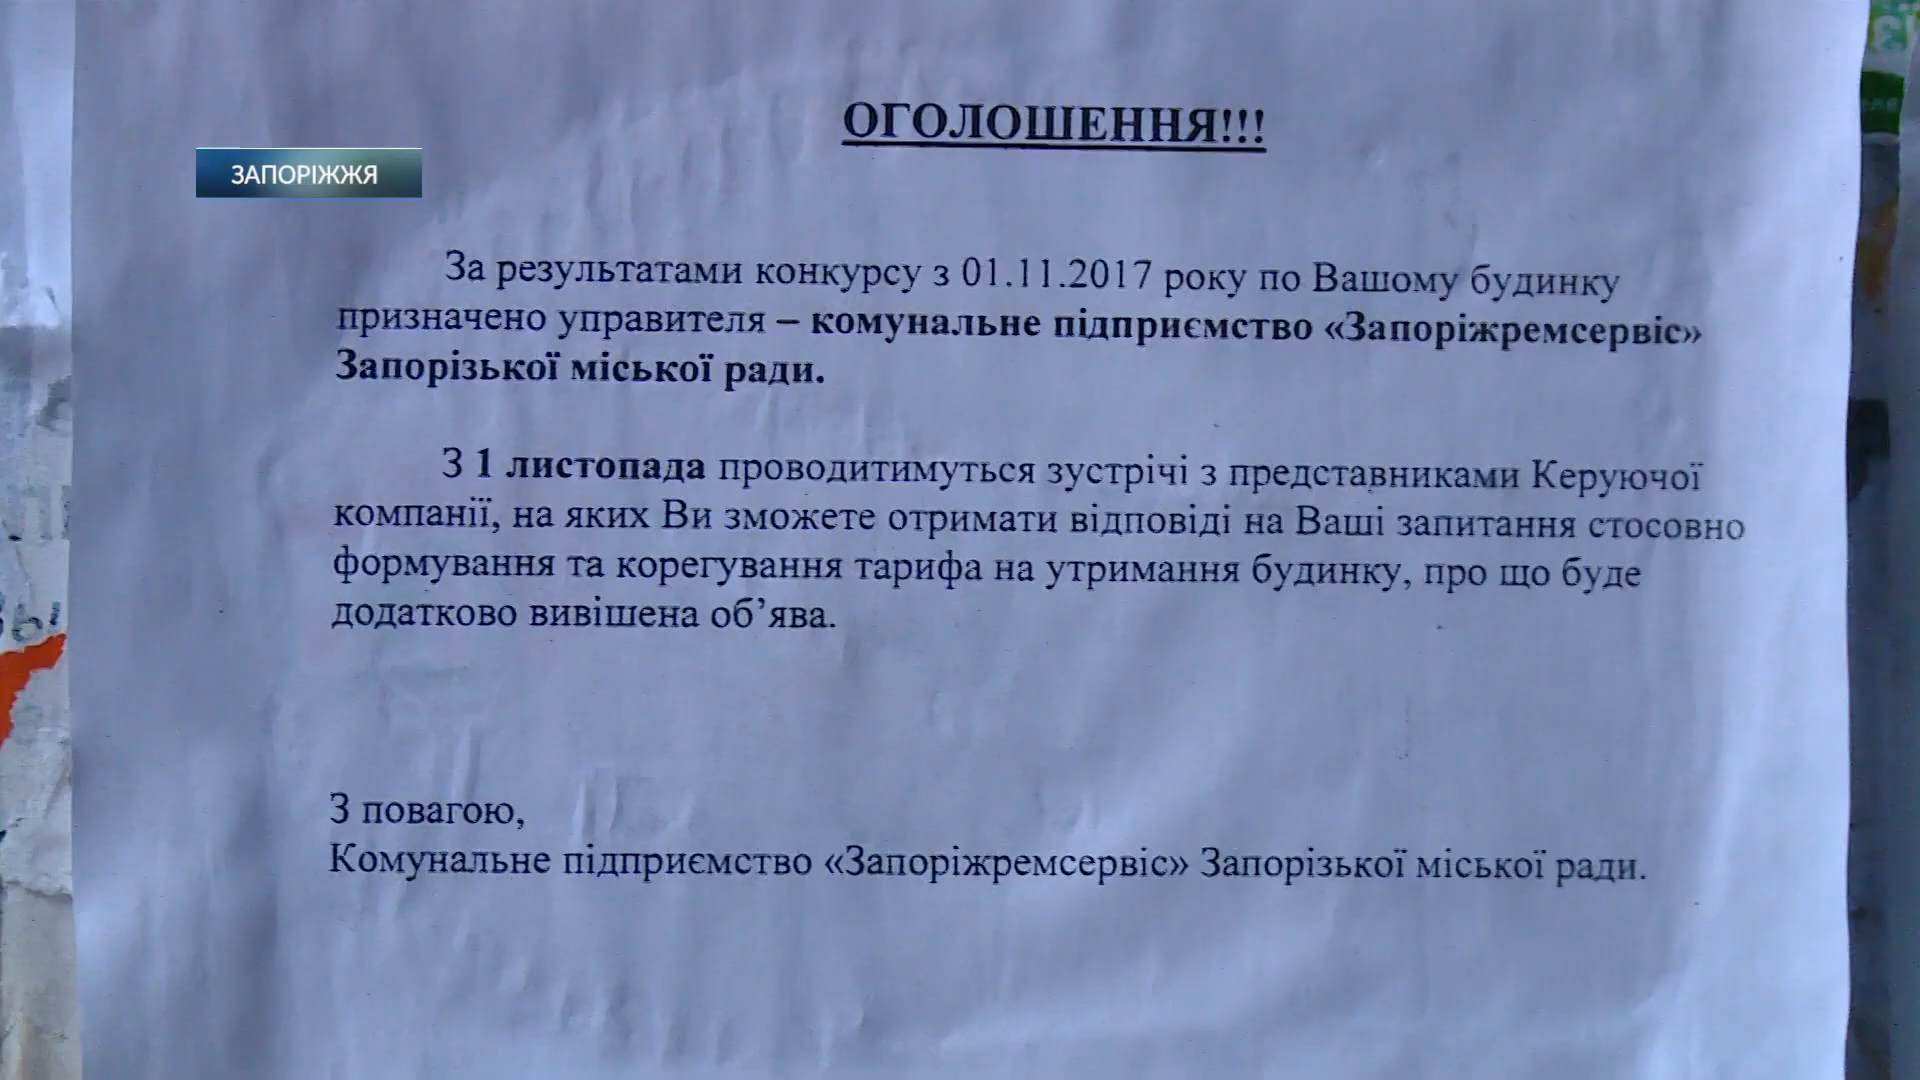 ОГОЛОШЕННЯ!!!
ЗАПОРІЖЖЯ
За результатами конкурсу з 01.11.2017 року по Вашому будинку
призначено управителя – комунальне підприємство «Запоріжремсервіс»
Запорізької міської ради.
З 1 листопада проводитимуться зустрічі з представниками Керуючої
компанії, на яких Ви зможете отримати відповіді на Ваші запитання стосовно
формування та корегування тарифа на утримання будинку, про що буде
додатково вивішена об’ява.
З повагою,
Комунальне підприємство «Запоріжремсервіс» Запорізької міської ради.